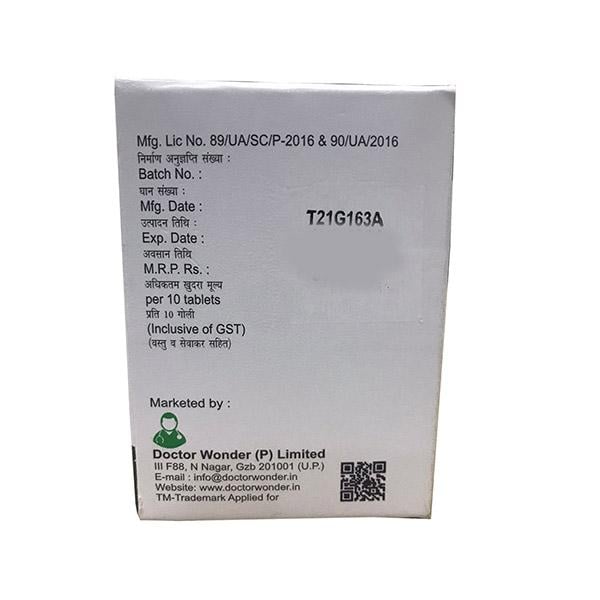 Mfg. Lic No. 89/UA/SC/P-2016 & 90/UA/2016
निर्माण अनुज्ञप्ति संख्या :
Batch No. :
घान संख्या :
Mfg. Date :
T21G163A
उत्पादन तिथि :
Exp. Date :
अवसान तिथि
M.R.P. Rs. :
अधिकतम खुदरा मूल्य
per 10 tablets
प्रति 10 गोली
(Inclusive of GST)
(वस्तु व सेवाकर सहित)
Marketed by :
Doctor Wonder (P) Limited
III F88, N Nagar, Gzb 201001 (U.P.)
E-mail : info@doctorwonder.in
Website: www.doctorwonder.in
TM-Trademark Applied for